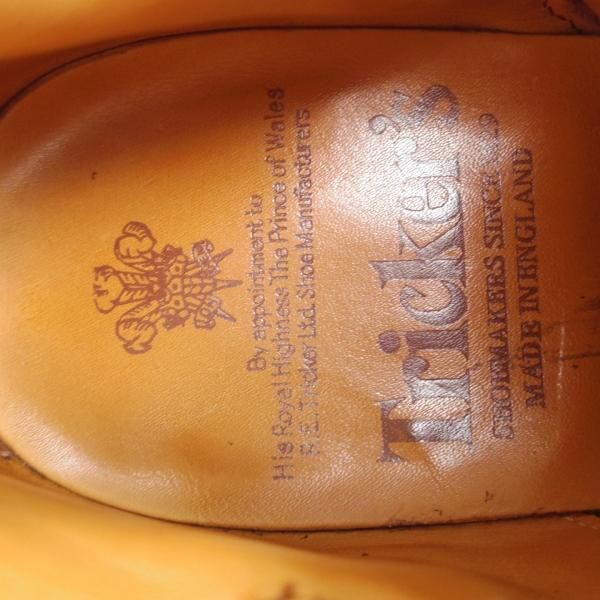 By appointment to
His Royal Highness The Prince of Wales
R.E. Tricker Ltd. Shoe Manufacturers
Tricker's
SHOEMAKERS SINCE
MADE IN ENGLAND